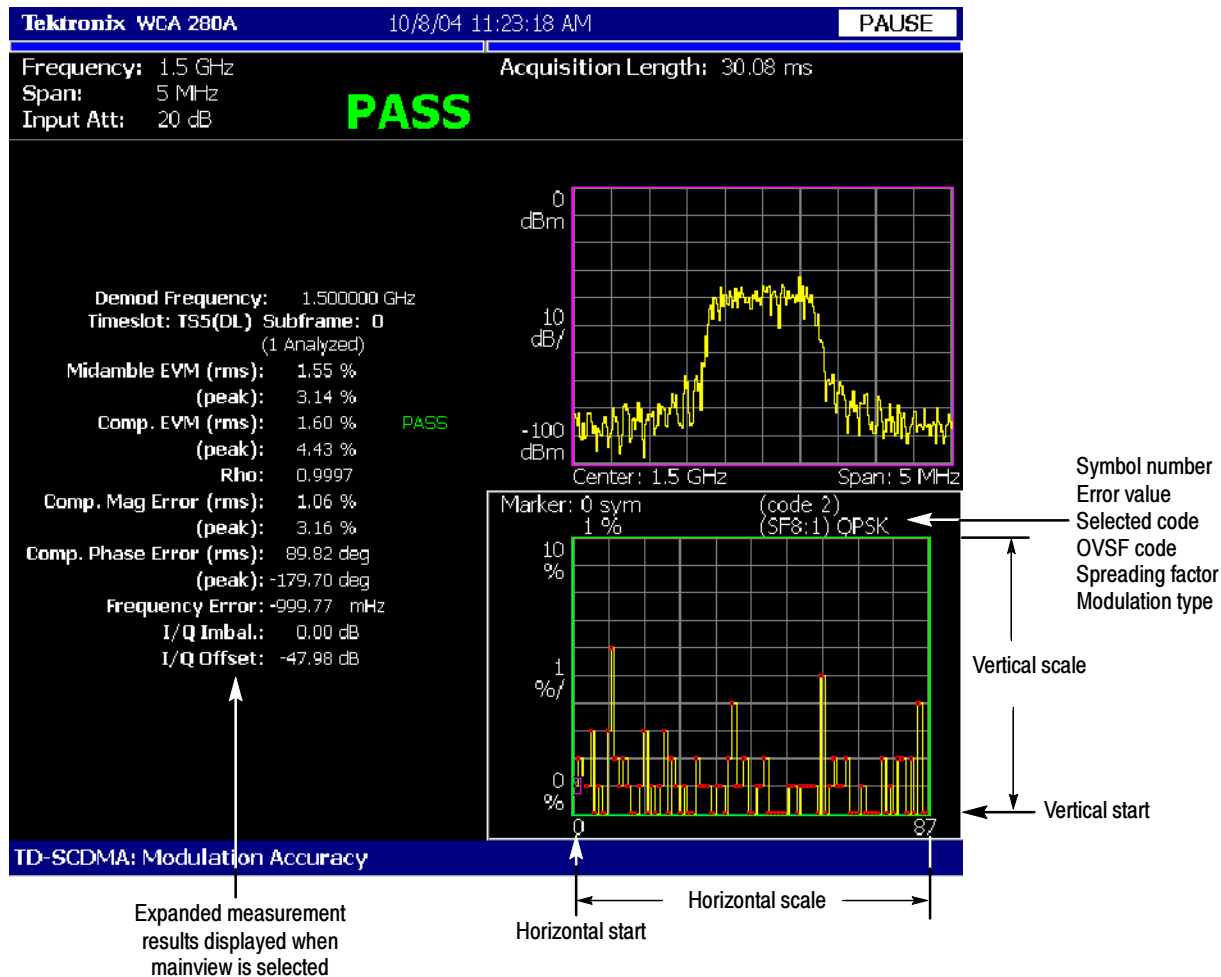 Tektronix WCA 280A 10/8/04 11:23:18 AM PAUSE
Frequency: 1.5 GHz Acquisition Length: 30.08 ms
Span: 5 MHz
Input Att: 20 dB
PASS
0
dBm
10
dB/
-100
dBm
Center: 1.5 GHz Span: 5 MHz
Demod Frequency: 1.500000 GHz
Timeslot: TS5(DL) Subframe: 0
(1 Analyzed)
Midamble EVM (rms): 1.55 %
(peak): 3.14 %
Comp. EVM (rms): 1.60 % PASS
(peak): 4.43 %
Rho: 0.9997
Comp. Mag Error (rms): 1.06 %
(peak): 3.16 %
Comp. Phase Error (rms): 89.82 deg
(peak): -179.70 deg
Frequency Error: -999.77 mHz
I/Q Imbal.: 0.00 dB
I/Q Offset: -47.98 dB
Marker: 0 sym (code 2)
1 % (SF8:1) QPSK
10
%
1
%/
0
%
1
0 87
Symbol number
Error value
Selected code
OVSF code
Spreading factor
Modulation type
Vertical scale
Vertical start
TD-SCDMA: Modulation Accuracy
Horizontal scale
Horizontal start
Expanded measurement
results displayed when
mainview is selected